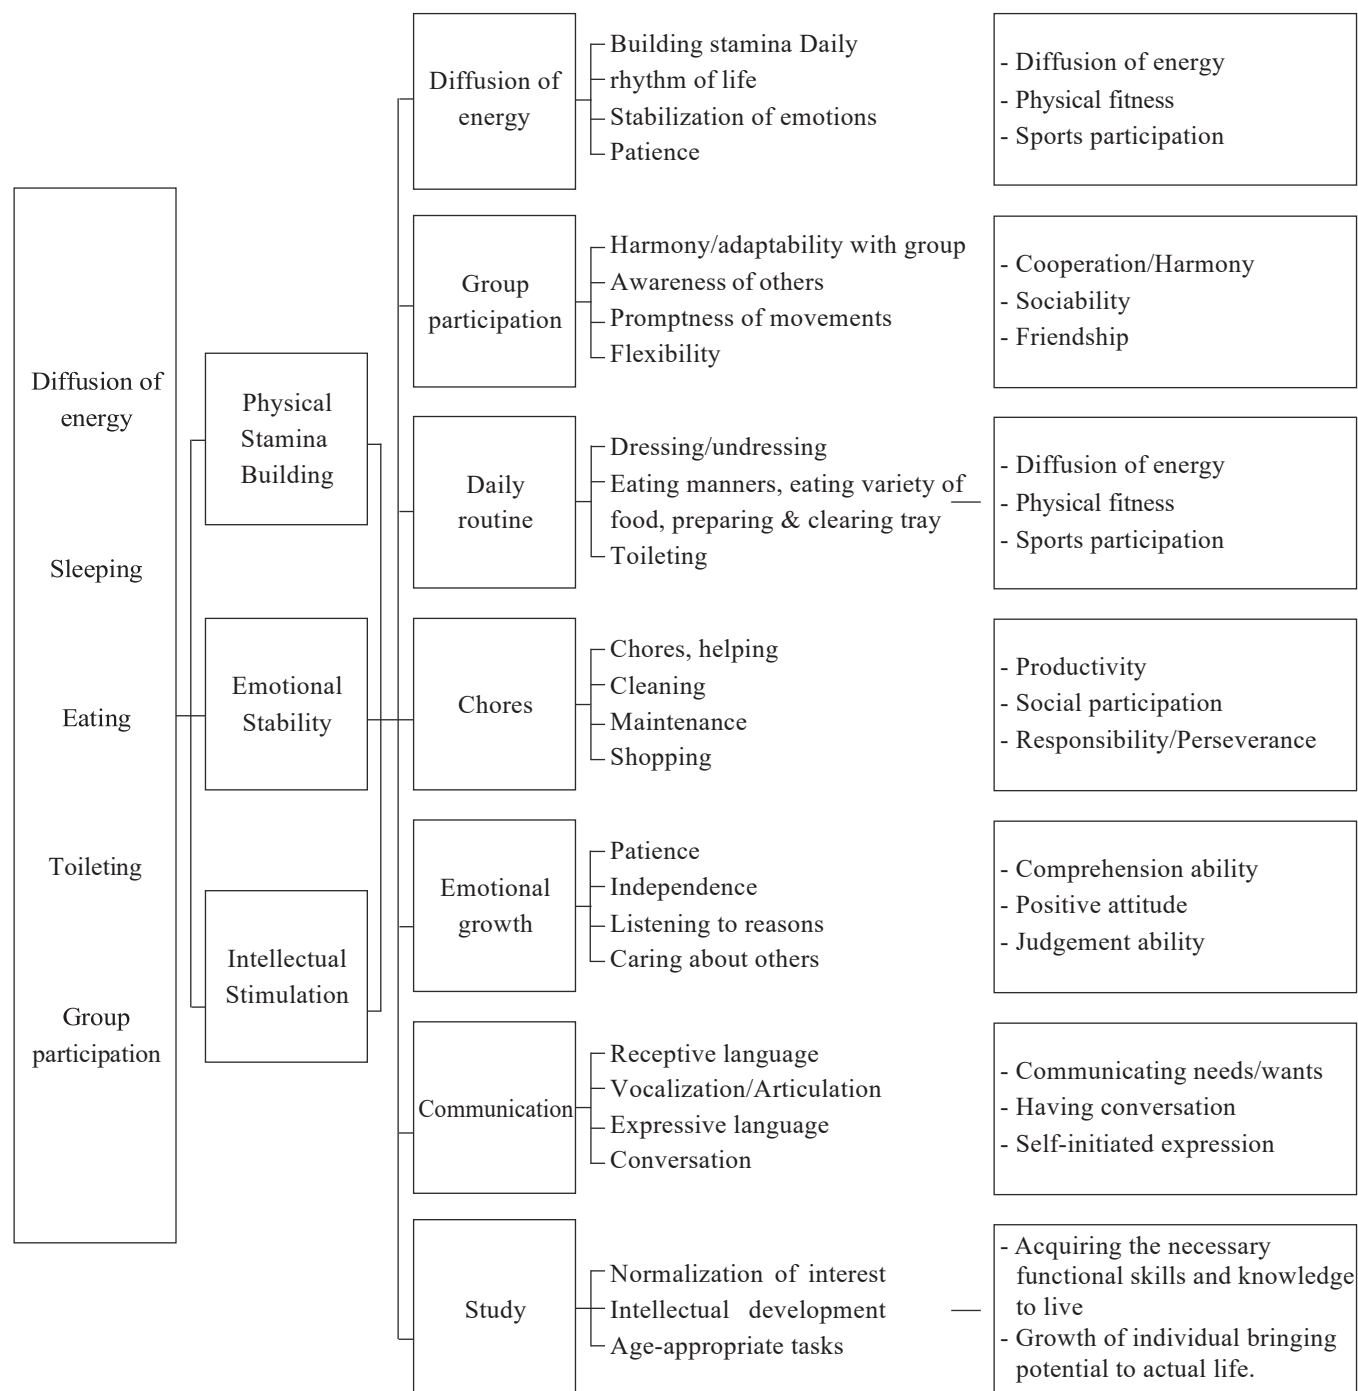 Diffusion of
energy
Sleeping
Eating
Toileting
Group
participation
Physical
Stamina
Building
Emotional
Stability
Intellectual
Stimulation
Diffusion of
energy
Building stamina Daily
rhythm of life
Stabilization of emotions
Patience
- Diffusion of energy
- Physical fitness
- Sports participation
Group
participation
Harmony/adaptability with group
Awareness of others
Promptness of movements
Flexibility
- Cooperation/Harmony
- Sociability
- Friendship
Daily
routine
Dressing/undressing
Eating manners, eating variety of
food, preparing & clearing tray
Toileting
- Diffusion of energy
- Physical fitness
- Sports participation
Chores
Chores, helping
Cleaning
Maintenance
Shopping
- Productivity
- Social participation
- Responsibility/Perseverance
Emotional
growth
Patience
Independence
Listening to reasons
Caring about others
- Comprehension ability
- Positive attitude
- Judgement ability
Communication
Receptive language
Vocalization/Articulation
Expressive language
Conversation
- Communicating needs/wants
- Having conversation
- Self-initiated expression
Study
Normalization of interest
Intellectual development
Age-appropriate tasks
- Acquiring the necessary
functional skills and knowledge
to live
- Growth of individual bringing
potential to actual life.